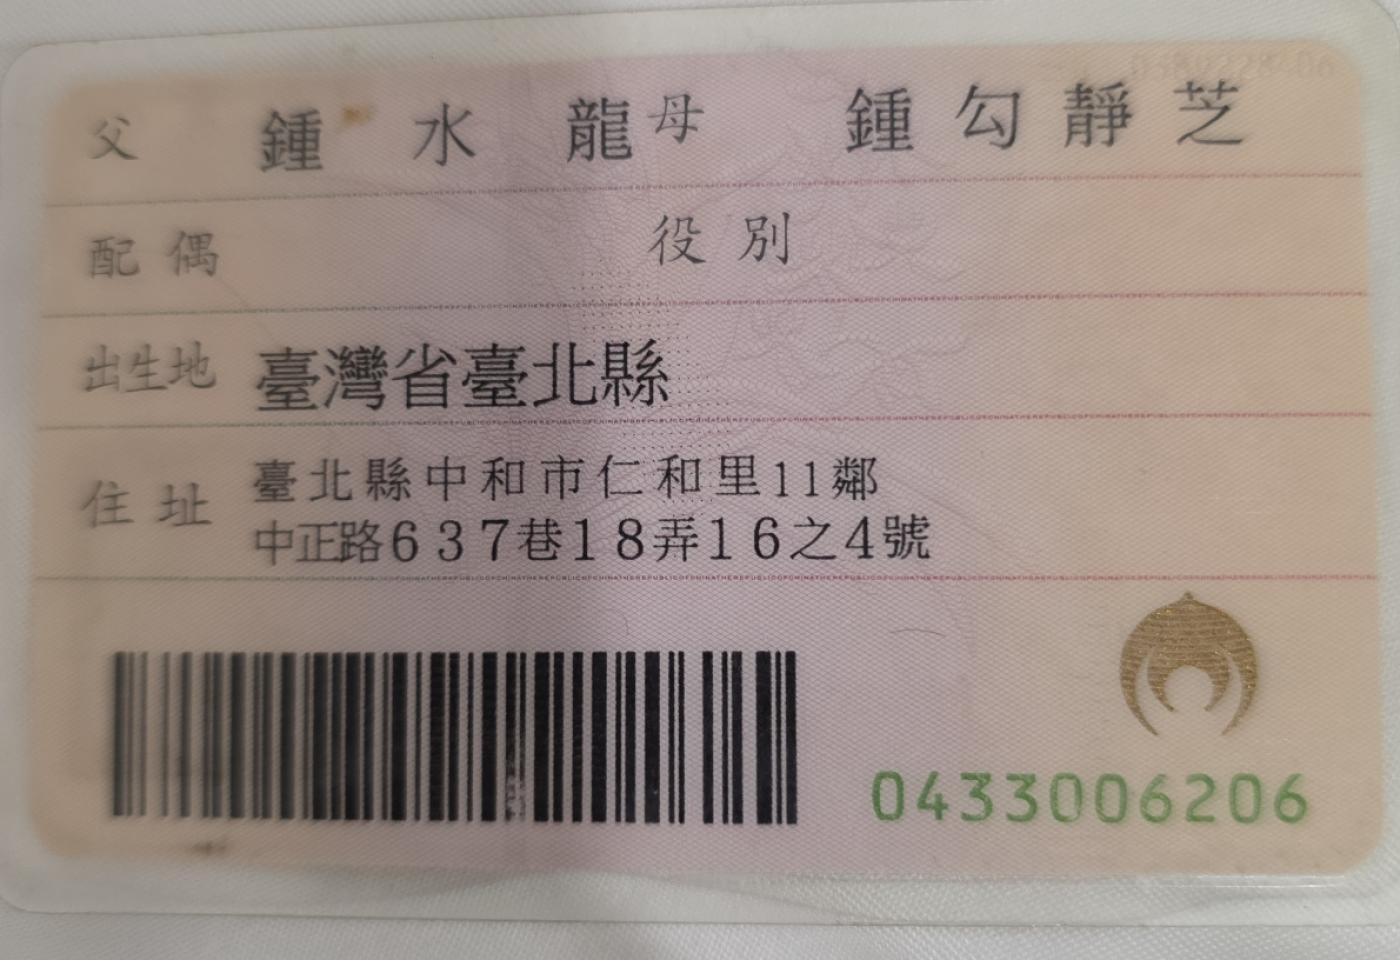 父 鍾水龍 母 鍾勾靜芝
配偶 役別
出生地 臺灣省臺北縣
住址 臺北縣中和市仁和里11鄰
中正路637巷18弄16之4號
0433006206